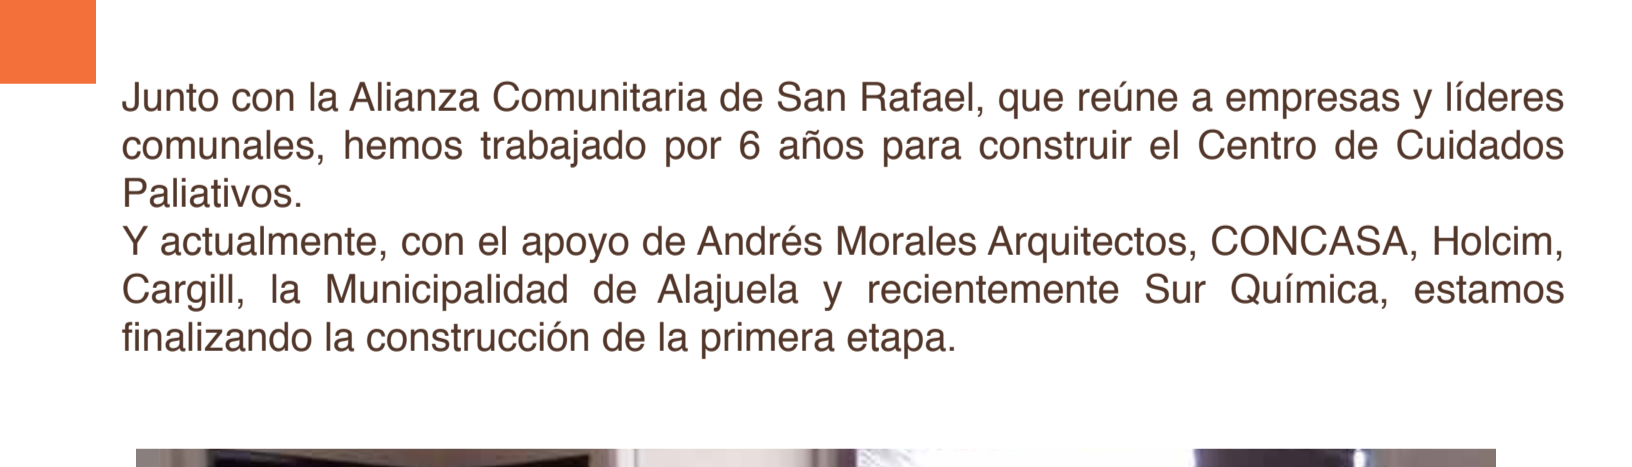 Junto con la Alianza Comunitaria de San Rafael, que reúne a empresas y líderes
comunales, hemos trabajado por 6 años para construir el Centro de Cuidados
Paliativos.
Y actualmente, con el apoyo de Andrés Morales Arquitectos, CONCASA, Holcim,
Cargill, la Municipalidad de Alajuela y recientemente Sur Química, estamos
finalizando la construcción de la primera etapa.